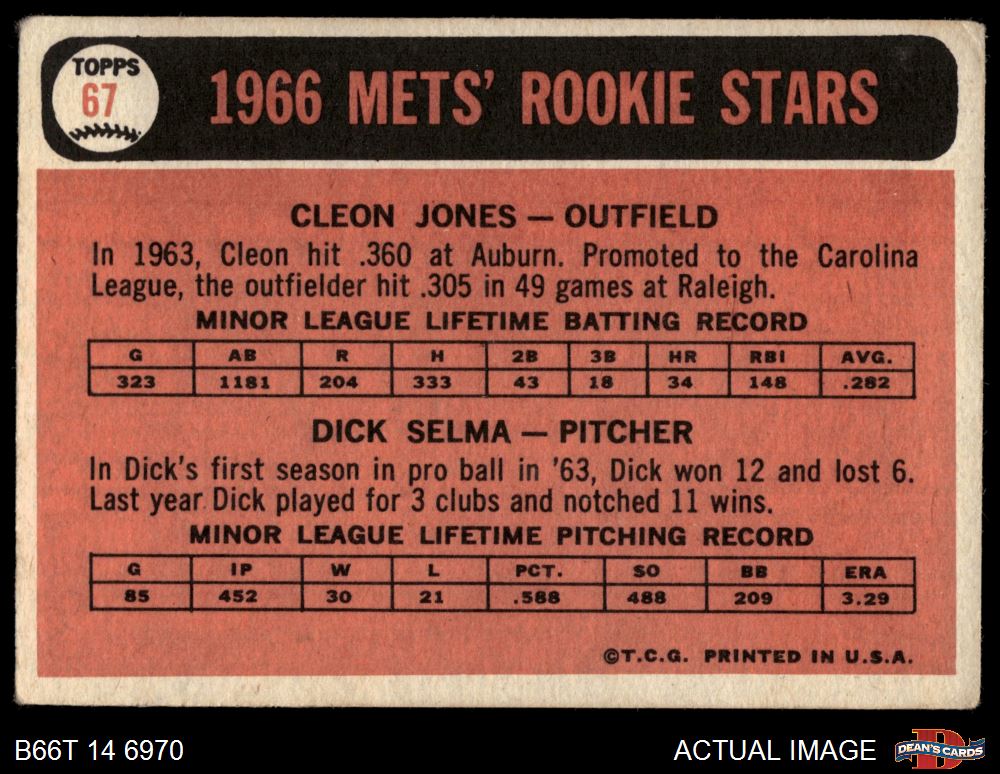 TOPPS
67
1966 METS' ROOKIE STARS
CLEON JONES — OUTFIELD
In 1963, Cleon hit .360 at Auburn. Promoted to the Carolina
League, the outfielder hit .305 in 49 games at Raleigh.
MINOR LEAGUE LIFETIME BATTING RECORD
G AB R H 2B 3B HR RBI AVG.
323 1181 204 333 43 18 34 148 .282
DICK SELMA — PITCHER
In Dick's first season in pro ball in '63, Dick won 12 and lost 6.
Last year Dick played for 3 clubs and notched 11 wins.
MINOR LEAGUE LIFETIME PITCHING RECORD
G IP W L PCT. SO BB ERA
85 452 30 21 .588 488 209 3.29
©T.C.G. PRINTED IN U.S.A.
B66T 14 6970
ACTUAL IMAGE
D
DEAN'S CARDS